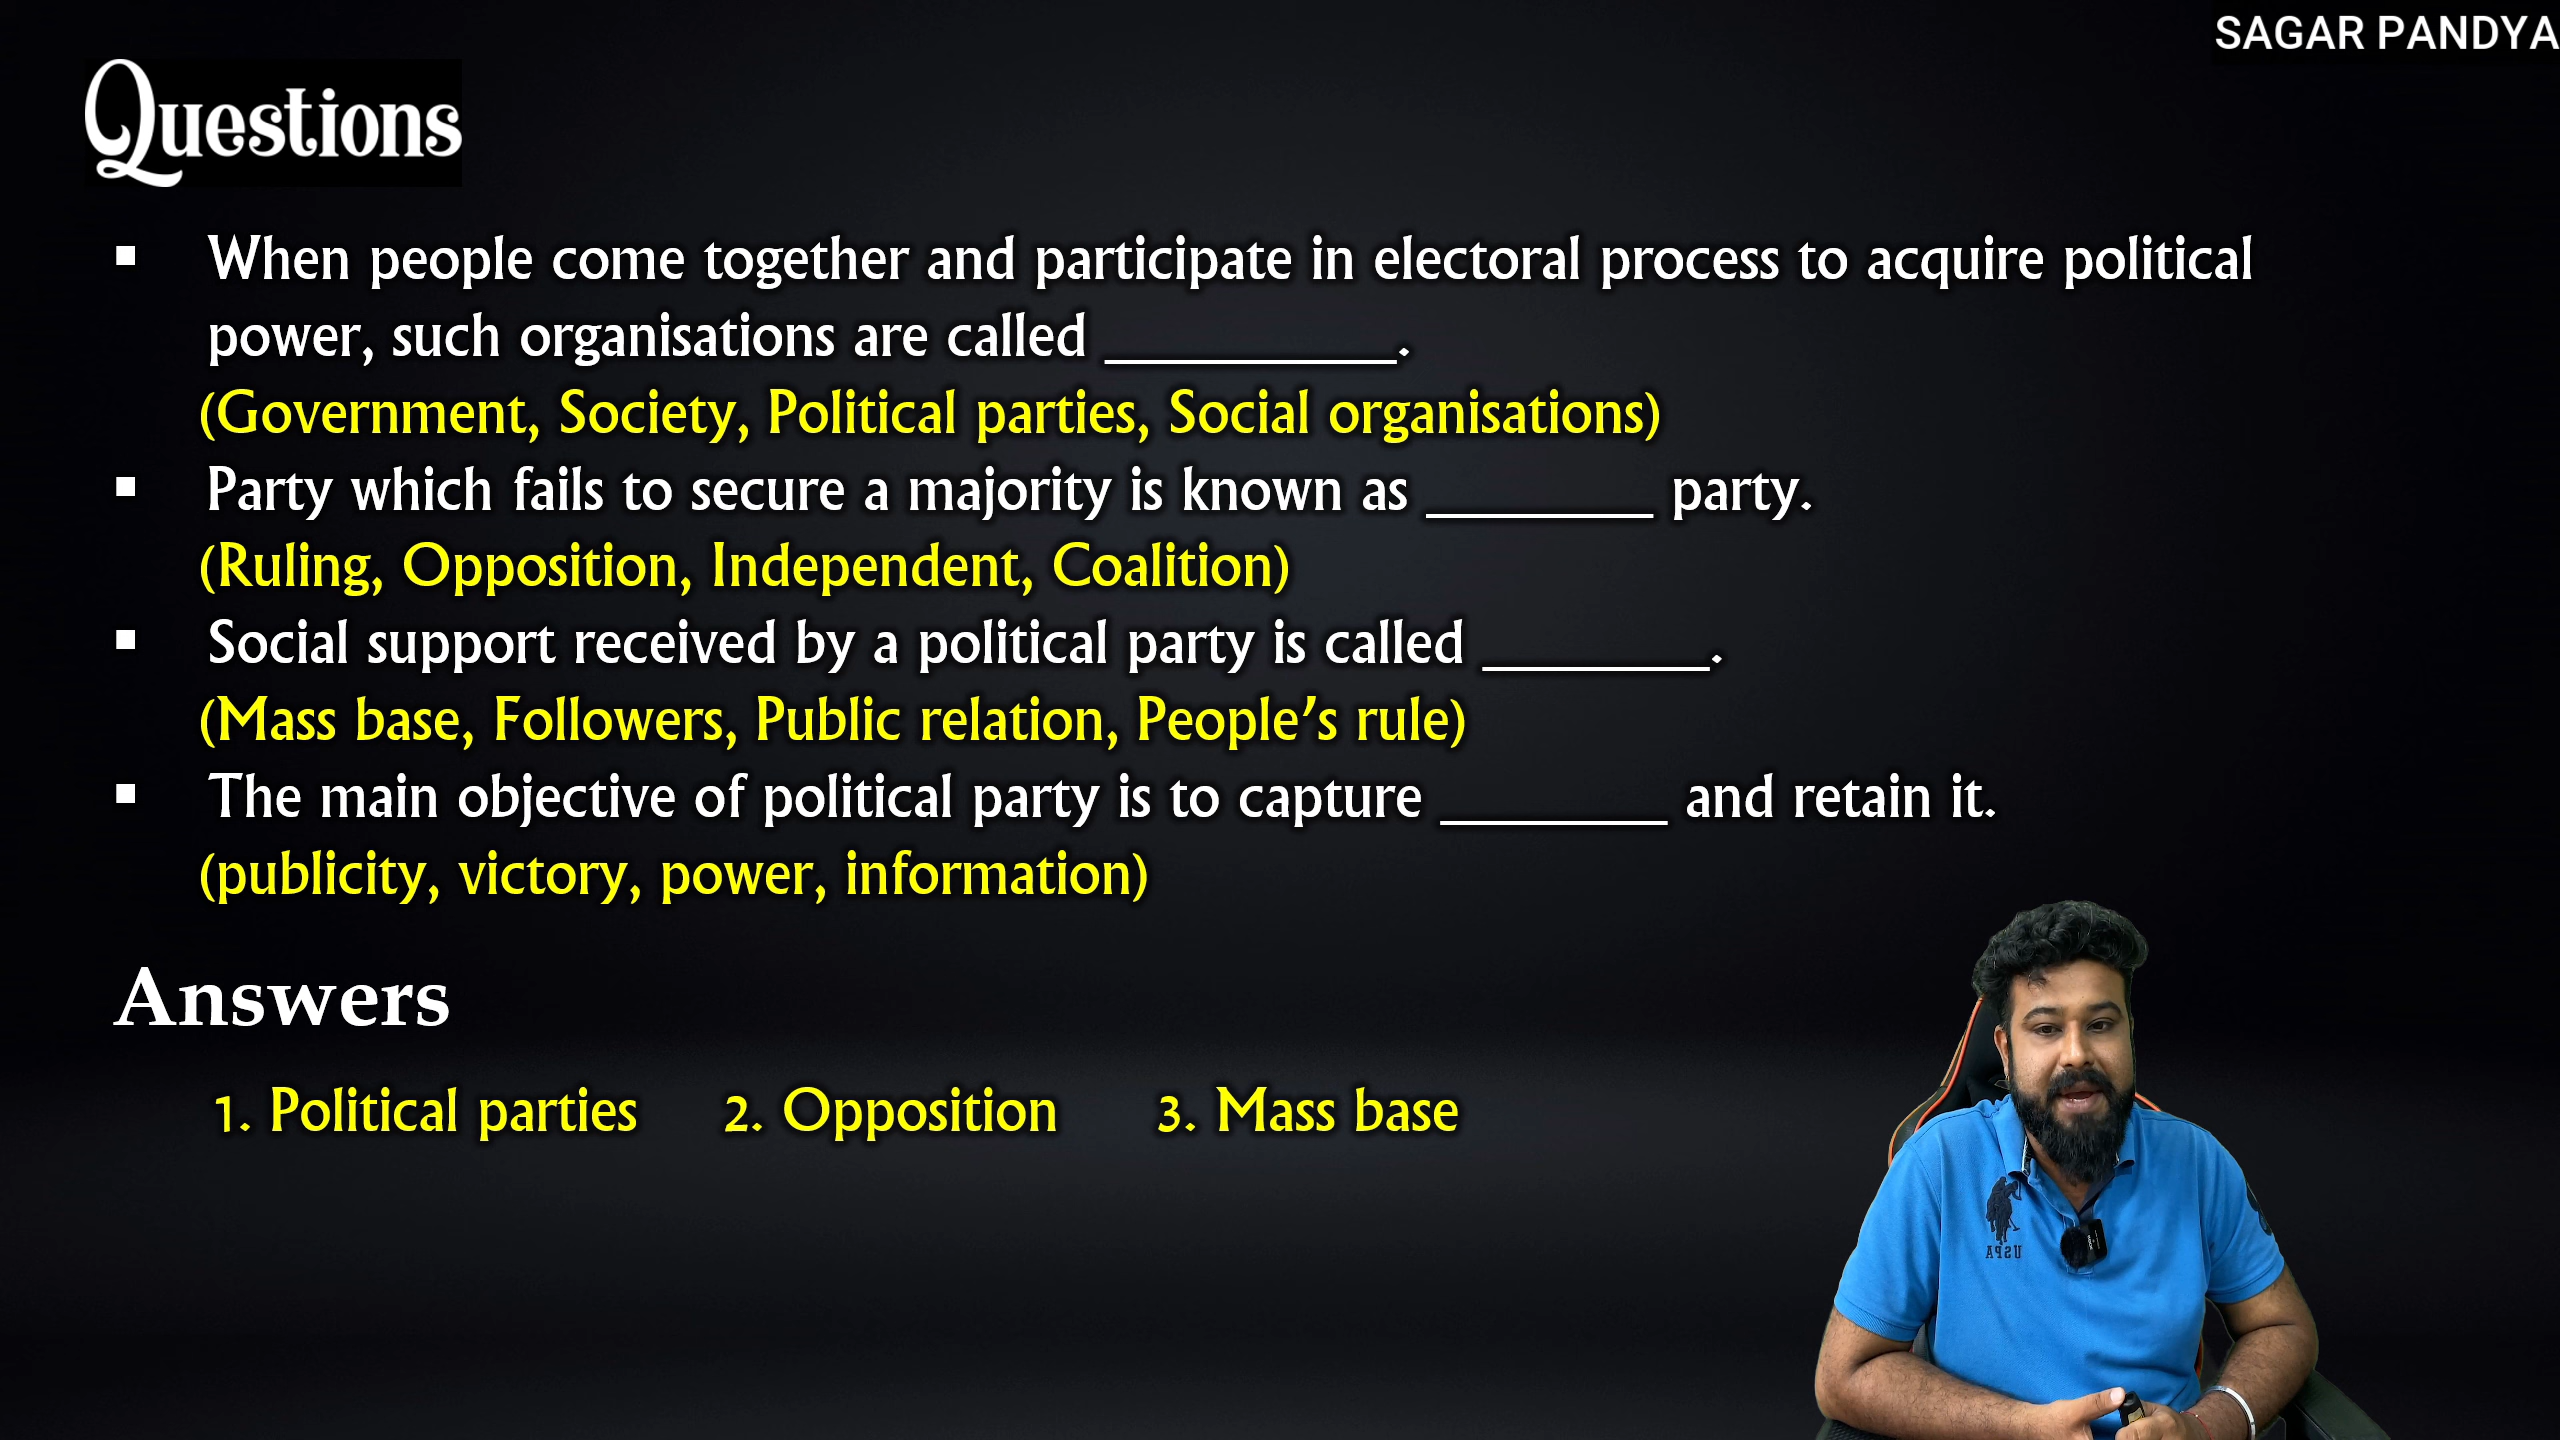 SAGAR PANDYA
Questions
▪ When people come together and participate in electoral process to acquire political
power, such organisations are called __________.
(Government, Society, Political parties, Social organisations)
▪ Party which fails to secure a majority is known as ________ party.
(Ruling, Opposition, Independent, Coalition)
▪ Social support received by a political party is called ________.
(Mass base, Followers, Public relation, People’s rule)
▪ The main objective of political party is to capture ________ and retain it.
(publicity, victory, power, information)
Answers
1. Political parties 2. Opposition 3. Mass base
USPA